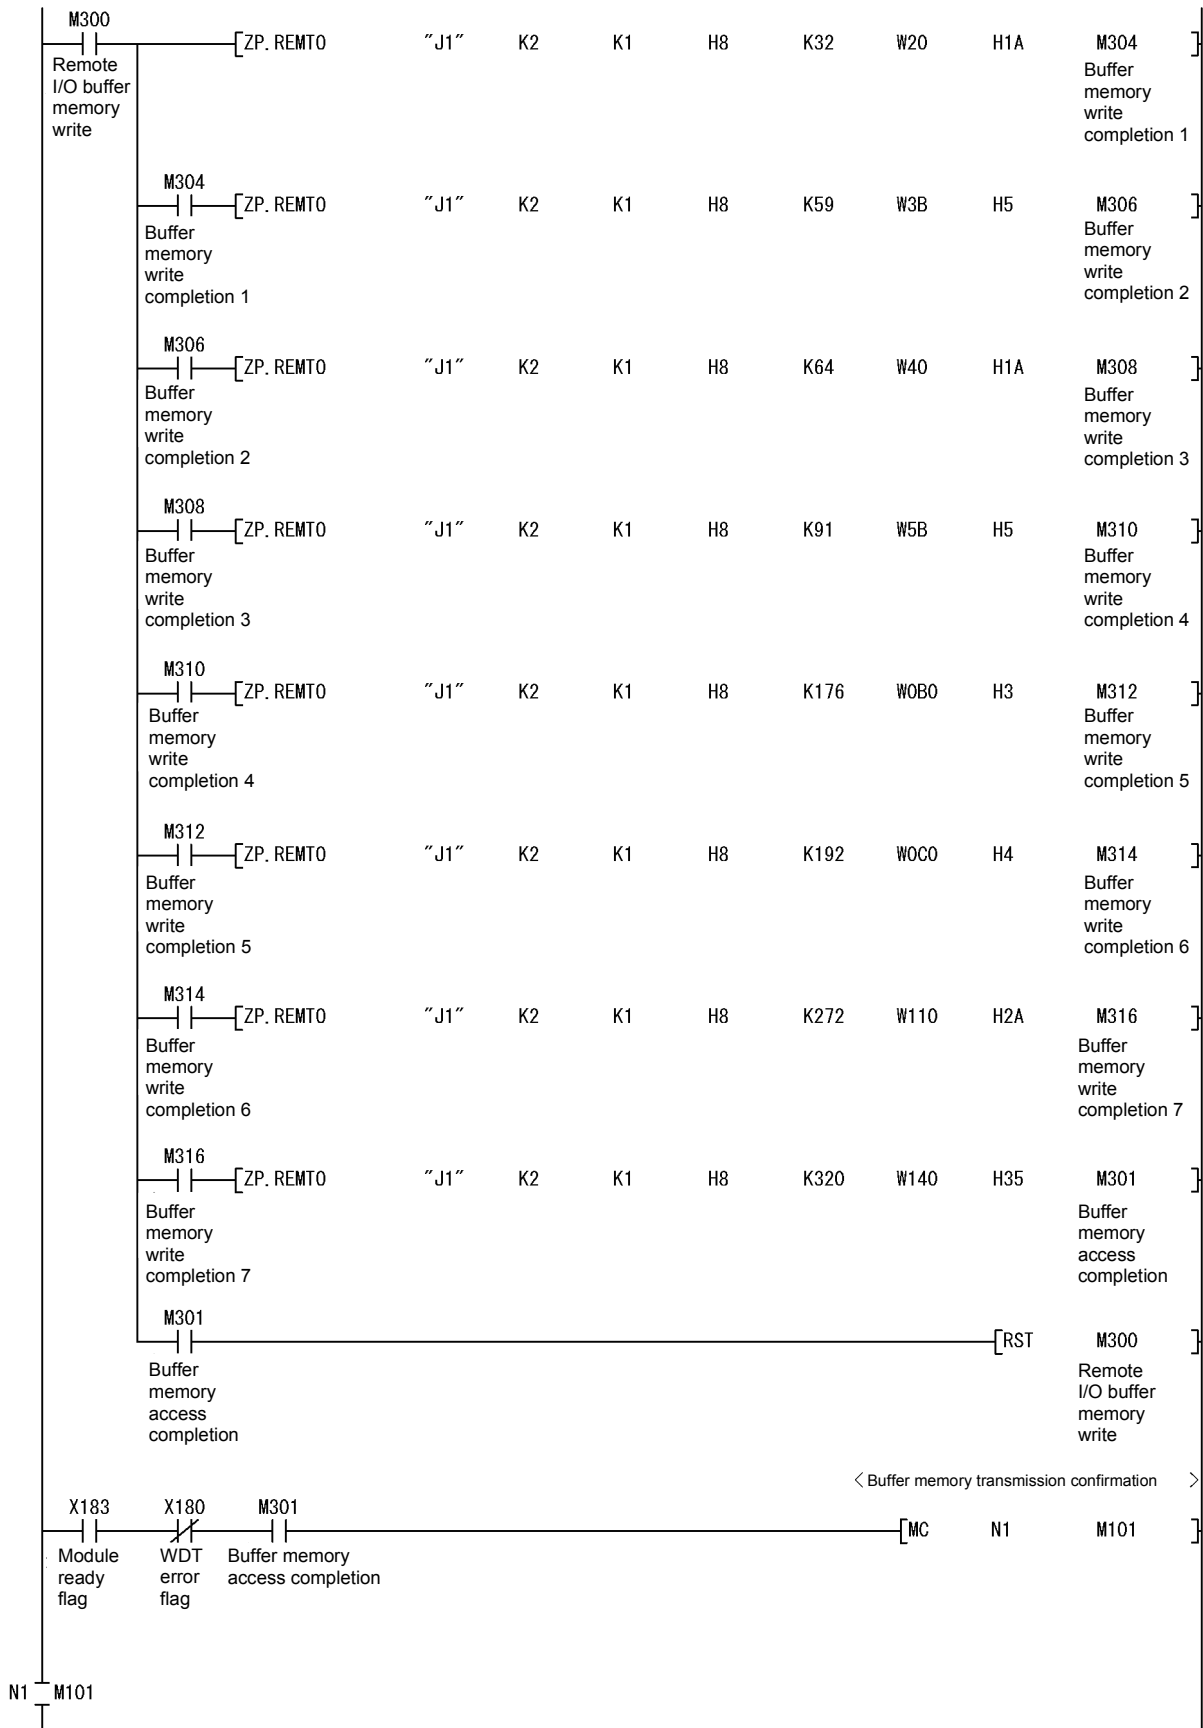 M300
[ZP.REMTO "J1" K2 K1 H8 K32 W20 H1A M304 ]
Remote
I/O buffer
memory
write
Buffer
memory
write
completion 1
M304
[ZP.REMTO "J1" K2 K1 H8 K59 W3B H5 M306 ]
Buffer
memory
write
completion 1
Buffer
memory
write
completion 2
M306
[ZP.REMTO "J1" K2 K1 H8 K64 W40 H1A M308 ]
Buffer
memory
write
completion 2
Buffer
memory
write
completion 3
M308
[ZP.REMTO "J1" K2 K1 H8 K91 W5B H5 M310 ]
Buffer
memory
write
completion 3
Buffer
memory
write
completion 4
M310
[ZP.REMTO "J1" K2 K1 H8 K176 W0B0 H3 M312 ]
Buffer
memory
write
completion 4
Buffer
memory
write
completion 5
M312
[ZP.REMTO "J1" K2 K1 H8 K192 W0C0 H4 M314 ]
Buffer
memory
write
completion 5
Buffer
memory
write
completion 6
M314
[ZP.REMTO "J1" K2 K1 H8 K272 W110 H2A M316 ]
Buffer
memory
write
completion 6
Buffer
memory
write
completion 7
M316
[ZP.REMTO "J1" K2 K1 H8 K320 W140 H35 M301 ]
Buffer
memory
write
completion 7
Buffer
memory
access
completion
M301
[RST M300 ]
Buffer
memory
access
completion
Remote
I/O buffer
memory
write
< Buffer memory transmission confirmation >
X183 X180 M301
[MC N1 M101 ]
Module
ready
flag
WDT
error
flag
Buffer memory
access completion
N1 M101